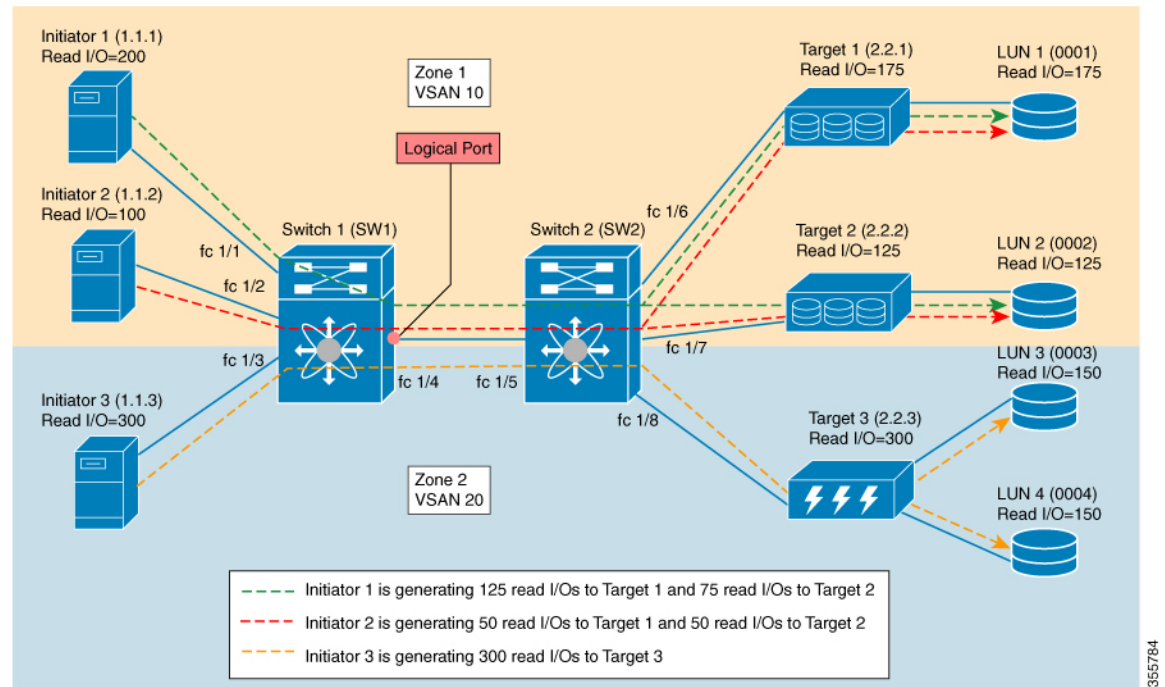 Initiator 1 (1.1.1)
Read I/O=200
Zone 1
VSAN 10
Target 1 (2.2.1)
Read I/O=175
LUN 1 (0001)
Read I/O=175
Logical Port
Initiator 2 (1.1.2)
Read I/O=100
fc 1/1
Switch 1 (SW1)
Switch 2 (SW2)
fc 1/6
Target 2 (2.2.2)
Read I/O=125
LUN 2 (0002)
Read I/O=125
fc 1/2
fc 1/3
fc 1/4
fc 1/5
fc 1/7
LUN 3 (0003)
Read I/O=150
Initiator 3 (1.1.3)
Read I/O=300
fc 1/8
Target 3 (2.2.3)
Read I/O=300
Zone 2
VSAN 20
LUN 4 (0004)
Read I/O=150
Initiator 1 is generating 125 read I/Os to Target 1 and 75 read I/Os to Target 2
Initiator 2 is generating 50 read I/Os to Target 1 and 50 read I/Os to Target 2
Initiator 3 is generating 300 read I/Os to Target 3
355784